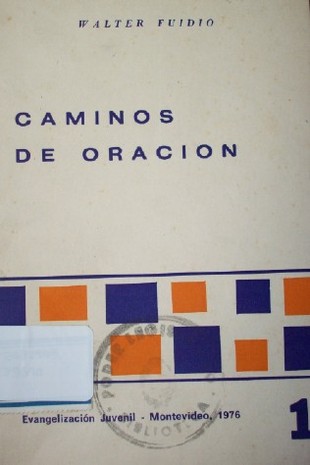 WALTER FUIDIO
CAMINOS
DE ORACION
1
Evangelización Juvenil - Montevideo, 1976